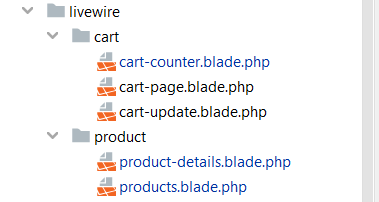 livewire
cart
cart-counter.blade.php
cart-page.blade.php
cart-update.blade.php
product
product-details.blade.php
products.blade.php